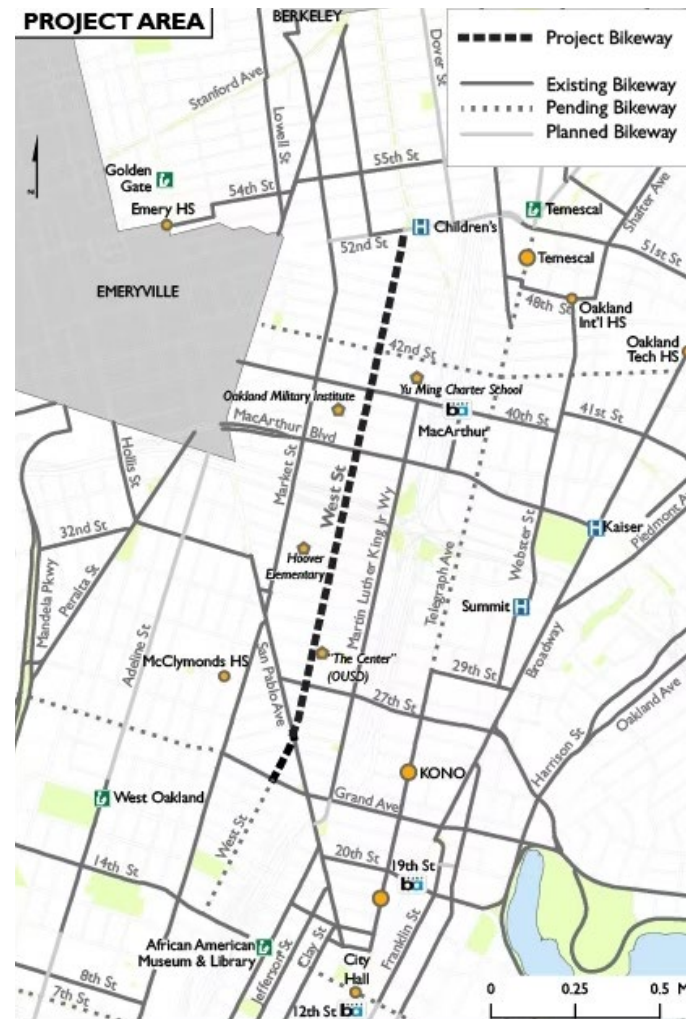 PROJECT AREA
BERKELEY
Dover St
Project Bikeway
Existing Bikeway
Pending Bikeway
Planned Bikeway
Stanford Ave
Lowell St
55th St
Golden
Gate
54th St
Emery HS
Shafter Ave
Temescal
H Children's
52nd St
51st St
Temescal
EMERYVILLE
48th St
Oakland
Int'l HS
42nd St
Oakland
Tech HS
Yu Ming Charter School
Oakland Military Institute
ba
MacArthur
40th St
41st St
MacArthur Blvd
Hollis St
Market St
West St
Martin Luther King Jr Wy
32nd St
H Kaiser
Piedmont A
Webster St
Hoover
Elementary
Telegraph Ave
Mandela Pkwy
Peralta St
Summit H
Adeline St
San Pablo Ave
Broadway
"The Center"
(OUSD)
McClymonds HS
29th St
27th St
Oakland Ave
Harrison St
KONO
West Oakland
Grand Ave
West St
20th St
19th St
ba
14th St
African American
Museum & Library
Jefferson St
Clay St
City
Hall
Franklin St
8th St
7th St
12th St ba
0 0.25 0.5 M